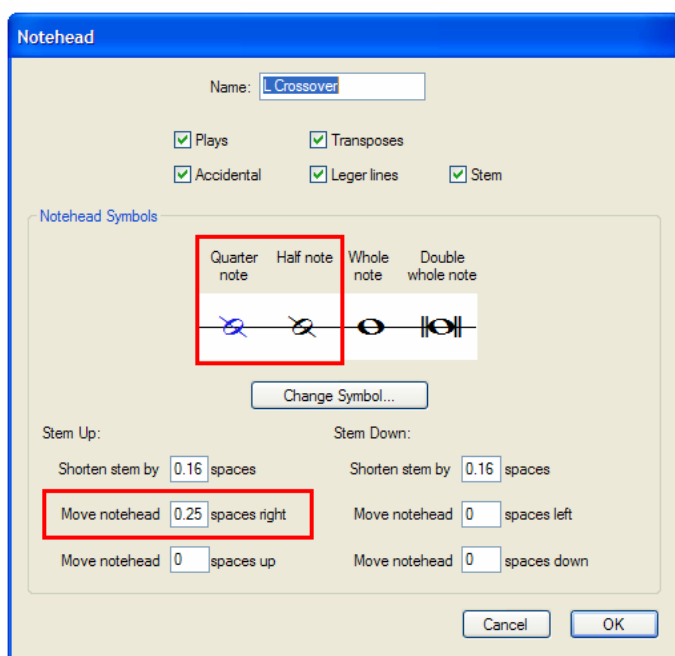 Notehead
Name: L Crossover
Plays Transposes
Accidental Leger lines Stem
Notehead Symbols
Quarter note Half note Whole note Double whole note
Change Symbol...
Stem Up: Stem Down:
Shorten stem by 0.16 spaces Shorten stem by 0.16 spaces
Move notehead 0.25 spaces right Move notehead 0 spaces left
Move notehead 0 spaces up Move notehead 0 spaces down
Cancel OK